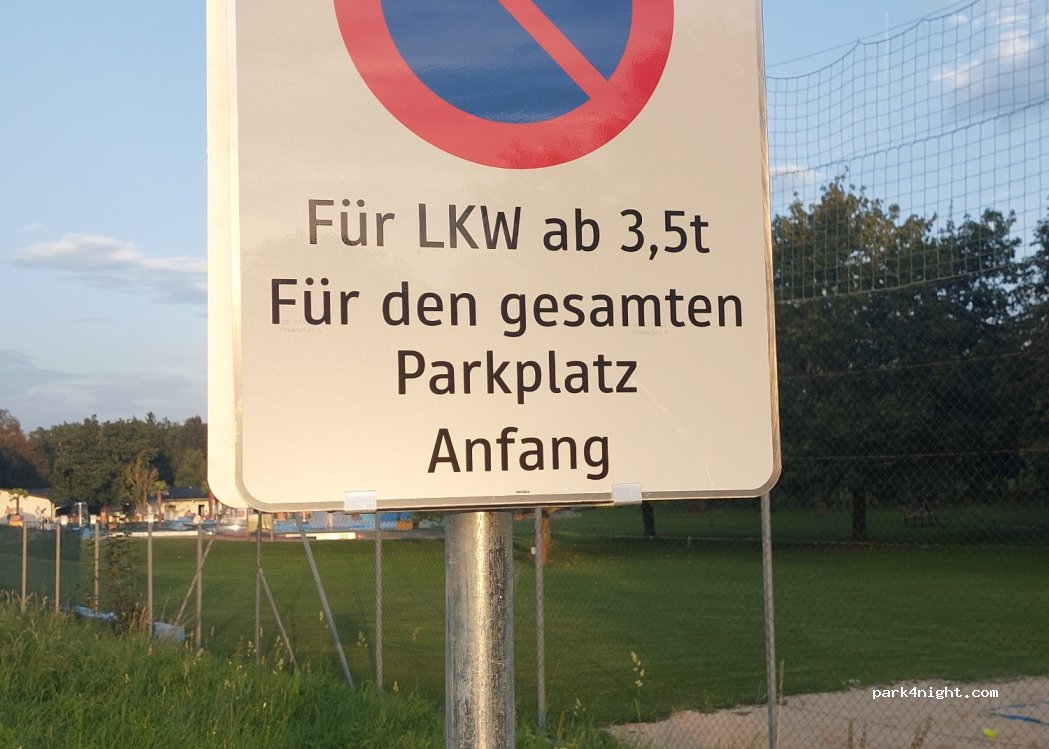 Für LKW ab 3,5t
Für den gesamten
Parkplatz
Anfang
park4night.com